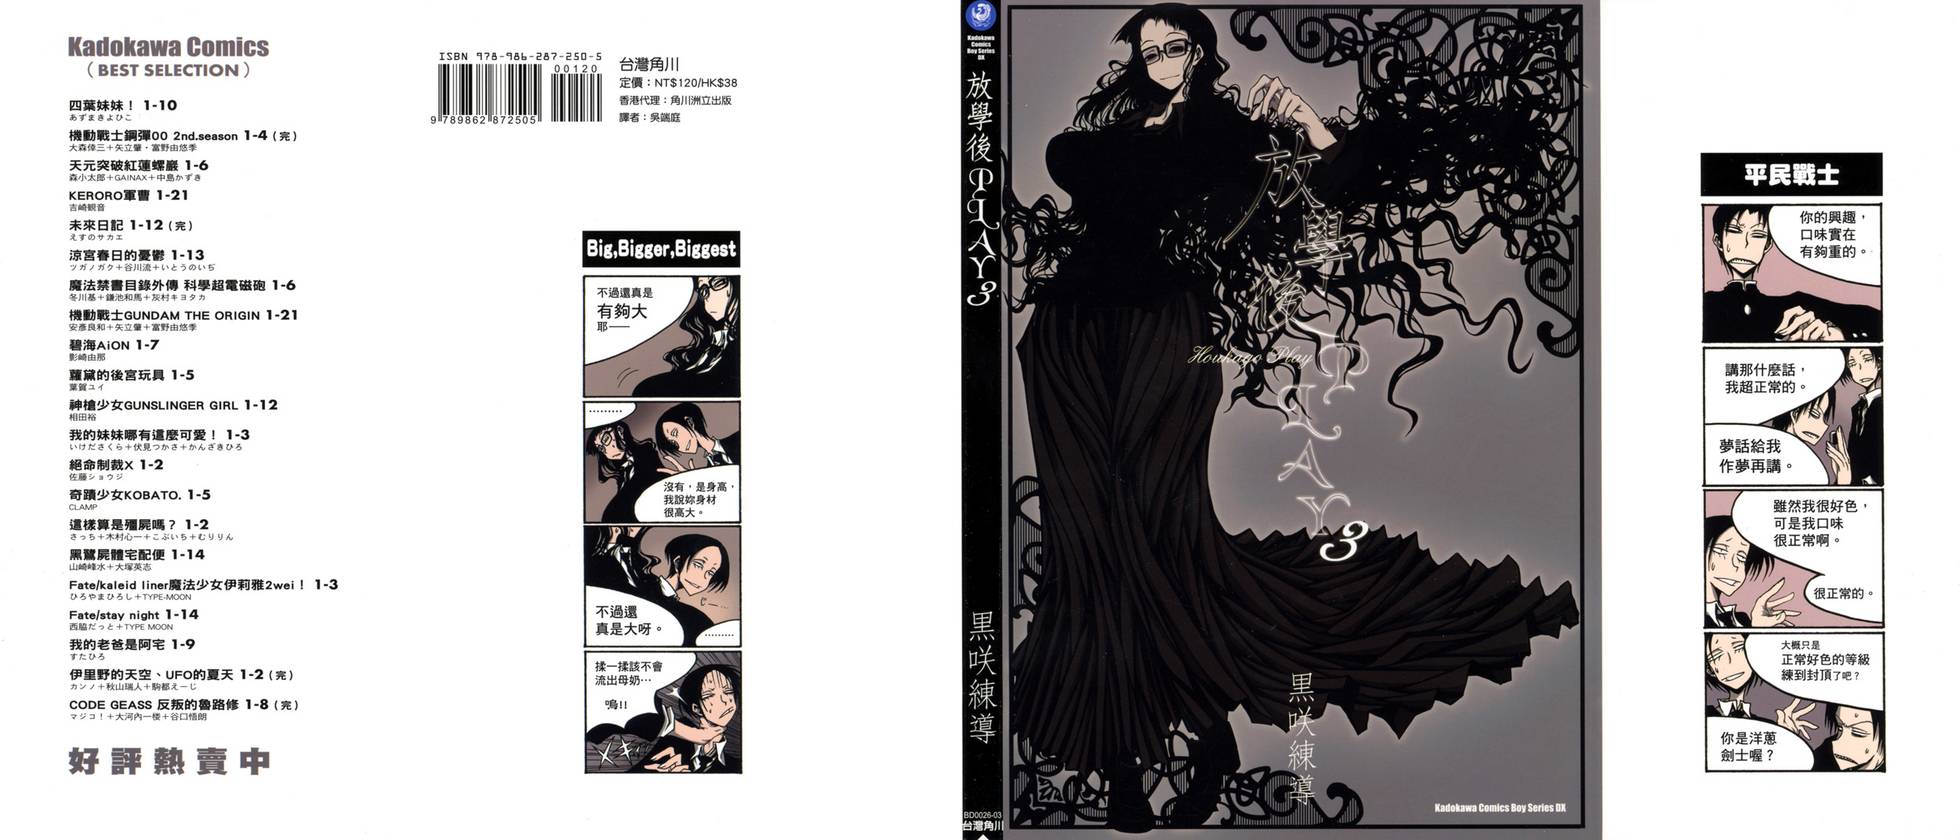 Kadokawa Comics
（BEST SELECTION）
四葉妹妹！ 1-10
あずまきよひこ
機動戰士鋼彈00 2nd.season 1-4（完）
大森倖三＋矢立肇・富野由悠季
天元突破紅蓮螺巖 1-6
森小太郎＋GAINAX＋中島かずき
KERORO軍曹 1-21
吉崎観音
未來日記 1-12（完）
えすのサカエ
涼宮春日的憂鬱 1-13
ツガノガク＋谷川流＋いとうのいぢ
魔法禁書目錄外傳 科學超電磁砲 1-6
冬川基＋鎌池和馬＋灰村キヨタカ
機動戰士GUNDAM THE ORIGIN 1-21
安彥良和＋矢立肇＋富野由悠季
碧海AiON 1-7
影崎由那
蘿黛的後宮玩具 1-5
葉賀ユイ
神槍少女GUNSLINGER GIRL 1-12
相田裕
我的妹妹哪有這麼可愛！ 1-3
いけださくら＋伏見つかさ＋かんざきひろ
絕命制裁X 1-2
佐藤ショウジ
奇蹟少女KOBATO. 1-5
CLAMP
這樣算是殭屍嗎？ 1-2
さっち＋木村心一＋こぶいち＋むりりん
黑鷺屍體宅配便 1-14
山崎峰水＋大塚英志
Fate/kaleid liner魔法少女伊莉雅2wei！ 1-3
ひろやまひろし＋TYPE-MOON
Fate/stay night 1-14
西脇だっと＋TYPE MOON
我的老爸是阿宅 1-9
すたひろ
伊里野的天空、UFO的夏天 1-2（完）
カンノ＋秋山瑞人＋駒都えーじ
CODE GEASS 反叛的魯路修 1-8（完）
マジコ！＋大河內一楼＋谷口悟朗
好評熱賣中
ISBN 978-986-287-250-5
00120
9 789862 872505
台灣角川
定價：NT$120/HK$38
香港代理：角川洲立出版
譯者：吳端庭
Big,Bigger,Biggest
不過還真是
有夠大
耶──
………
沒有，是身高，
我說妳身材
很高大。
不過還
真是大呀。
………
揉一揉該不會
流出母奶…
嗚!!
Kadokawa
Comics
Boy Series
DX
放學後PLAY3
黒咲練導
BD0026-03
台灣角川
放學後PLAY3
Houkago Play
黒咲練導
Kadokawa Comics Boy Series DX
平民戰士
你的興趣，
口味實在
有夠重的。
講那什麼話，
我超正常的。
夢話給我
作夢再講。
雖然我很好色，
可是我口味
很正常啊。
很正常的。
大概只是
正常好色的等級
練到封頂了吧？
你是洋蔥
劍士喔？